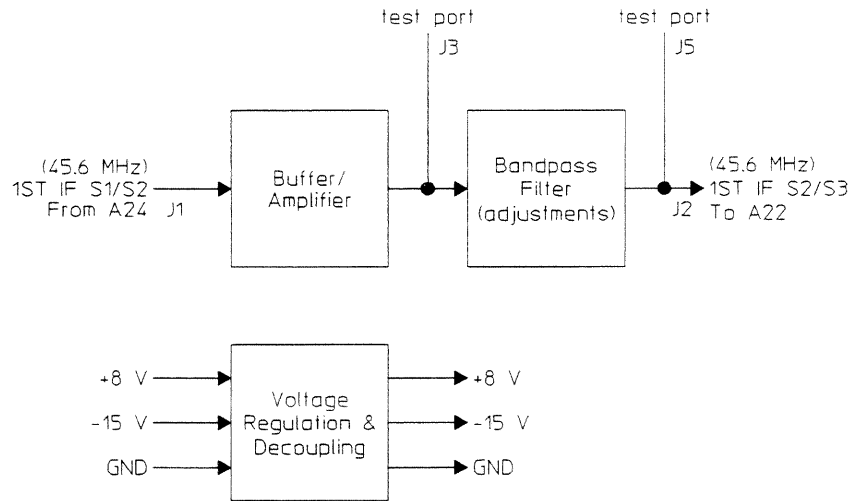 test port
J3
test port
J5
(45.6 MHz)
1ST IF S1/S2
From A24 J1
Buffer/
Amplifier
Bandpass
Filter
(adjustments)
J2
(45.6 MHz)
1ST IF S2/S3
To A22
+8 V
-15 V
GND
Voltage
Regulation &
Decoupling
+8 V
-15 V
GND